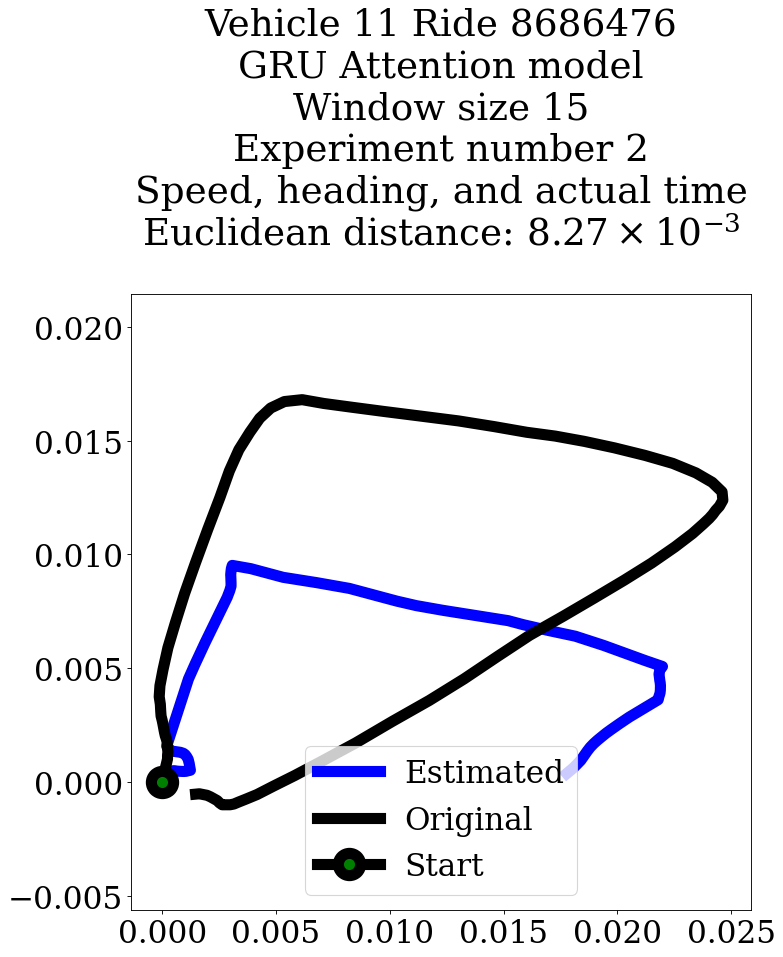 Vehicle 11 Ride 8686476
GRU Attention model
Window size 15
Experiment number 2
Speed, heading, and actual time
Euclidean distance: 8.27 × 10⁻³
0.020
0.015
0.010
0.005
0.000
−0.005
Estimated
Original
Start
0.000 0.005 0.010 0.015 0.020 0.025